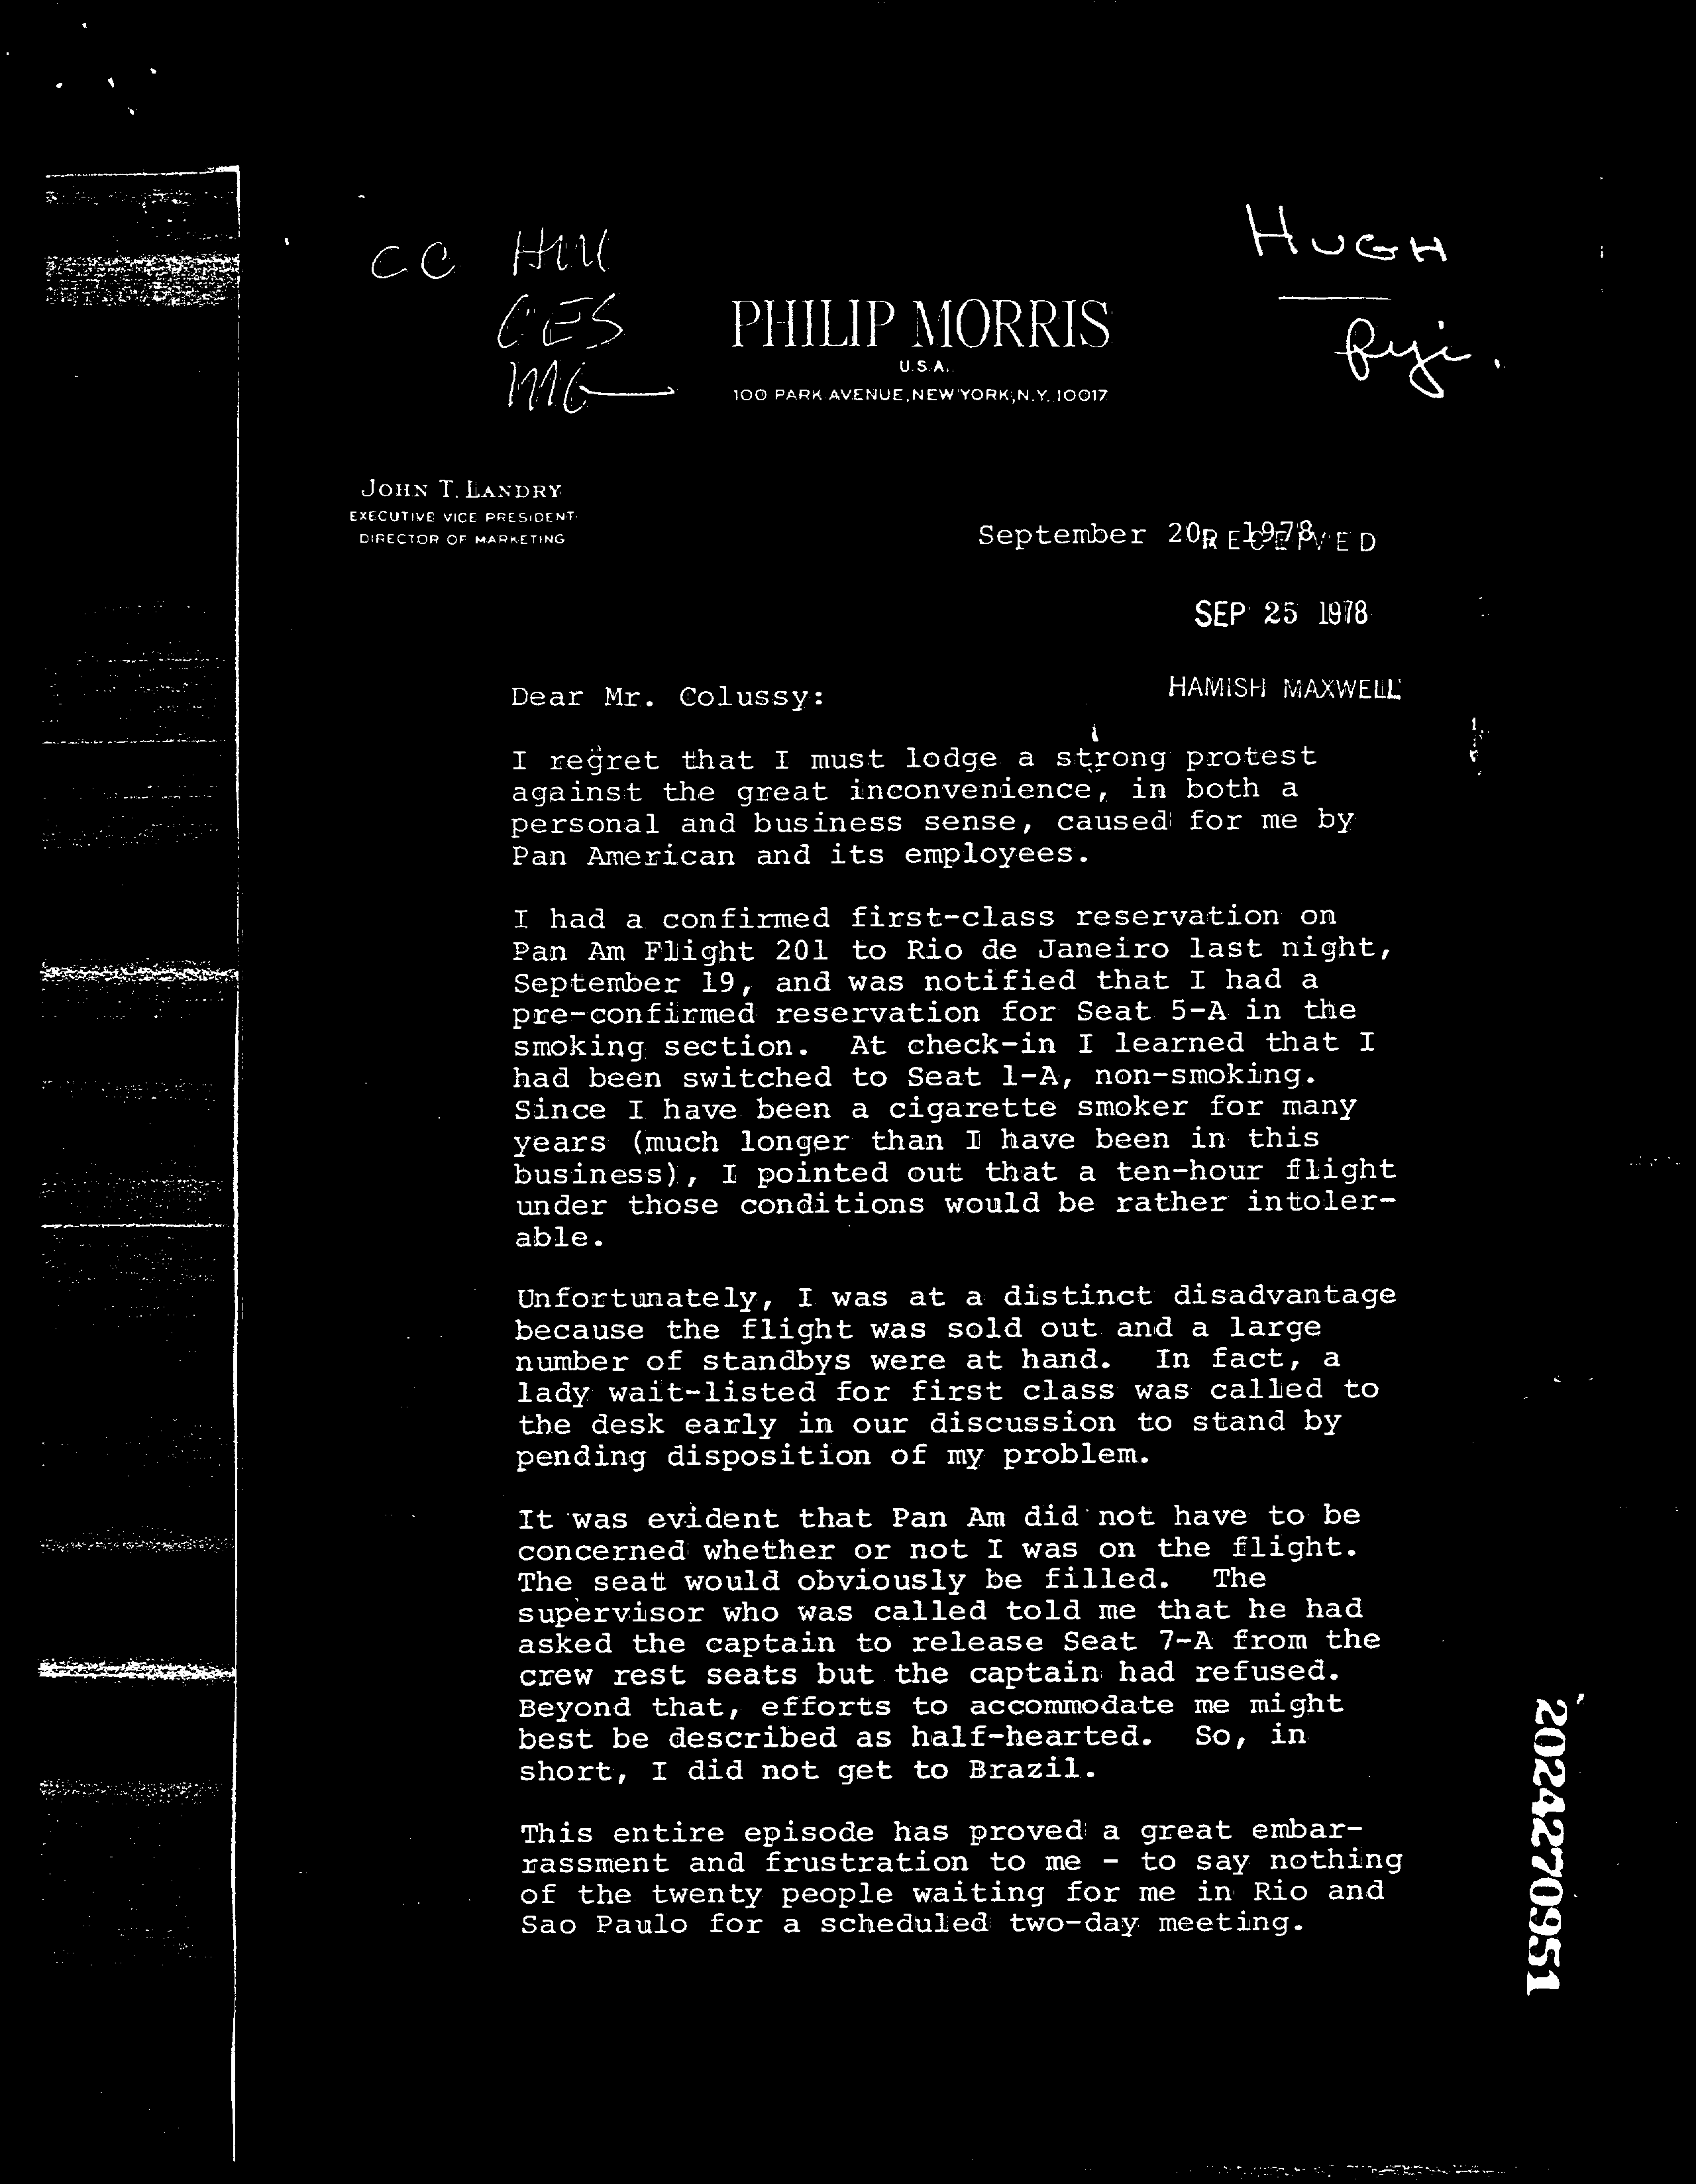 CC
HUGH
CES
PHILIP MORRIS
U.S.A.
fyi.
100 PARK AVENUE, NEW YORK, N.Y. 10017
JOHN T. LANDRY
EXECUTIVE VICE PRESIDENT
DIRECTOR OF MARKETING
September 20, 1978
RECEIVED
SEP 25 1978
HAMISH MAXWELL
Dear Mr. Colussy:
I regret that I must lodge a strong protest
against the great inconvenience, in both a
personal and business sense, caused for me by
Pan American and its employees.
I had a confirmed first-class reservation on
Pan Am Flight 201 to Rio de Janeiro last night,
September 19, and was notified that I had a
pre-confirmed reservation for Seat 5-A in the
smoking section. At check-in I learned that I
had been switched to Seat 1-A, non-smoking.
Since I have been a cigarette smoker for many
years (much longer than I have been in this
business), I pointed out that a ten-hour flight
under those conditions would be rather intoler-
able.
Unfortunately, I was at a distinct disadvantage
because the flight was sold out and a large
number of standbys were at hand. In fact, a
lady wait-listed for first class was called to
the desk early in our discussion to stand by
pending disposition of my problem.
It was evident that Pan Am did not have to be
concerned whether or not I was on the flight.
The seat would obviously be filled. The
supervisor who was called told me that he had
asked the captain to release Seat 7-A from the
crew rest seats but the captain had refused.
Beyond that, efforts to accommodate me might
best be described as half-hearted. So, in
short, I did not get to Brazil.
This entire episode has proved a great embar-
rassment and frustration to me - to say nothing
of the twenty people waiting for me in Rio and
Sao Paulo for a scheduled two-day meeting.
2024270951